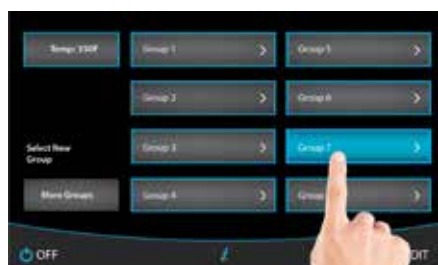 Temp: 350F
Group 1
Group 5
Group 2
Group 6
Select New
Group
Group 3
Group 7
More Groups
Group 4
Group
OFF
i
DIT